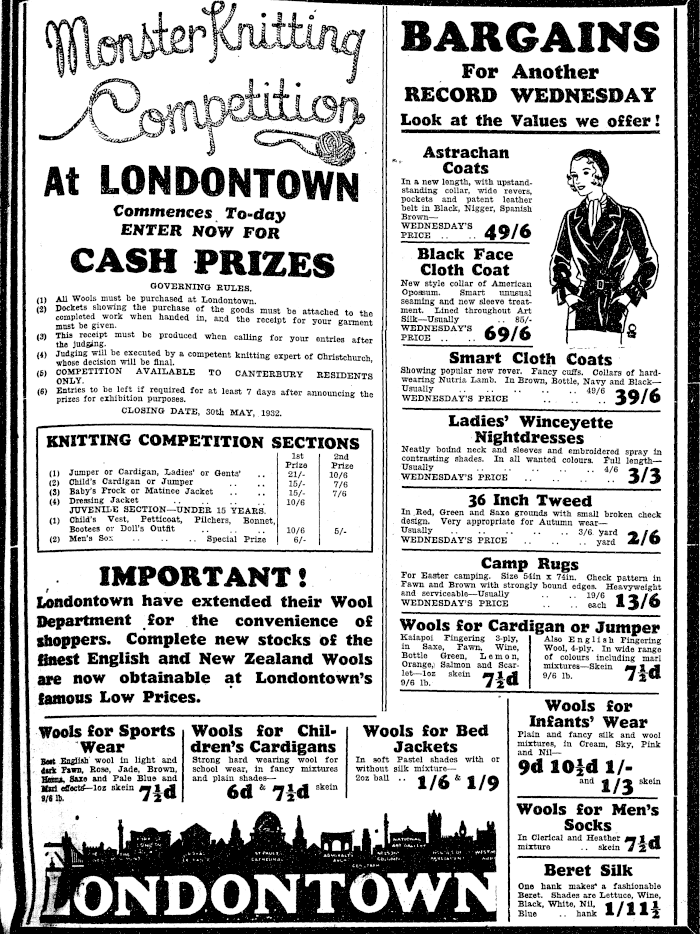 Monster Knitting
Competition
At LONDONTOWN
Commences To-day
ENTER NOW FOR
CASH PRIZES
GOVERNING RULES.
(1) All Wools must be purchased at Londontown.
(2) Dockets showing the purchase of the goods must be attached to the
completed work when handed in, and the receipt for your garment
must be given.
(3) This receipt must be produced when calling for your entries after
the judging.
(4) Judging will be executed by a competent knitting expert of Christchurch,
whose decision will be final.
(5) COMPETITION AVAILABLE TO CANTERBURY RESIDENTS
ONLY.
(6) Entries to be left if required for at least 7 days after announcing the
prizes for exhibition purposes.
CLOSING DATE, 30th MAY, 1932.
KNITTING COMPETITION SECTIONS
1st 2nd
Prize Prize
(1) Jumper or Cardigan, Ladies' or Gents' .. 21/- 10/6
(2) Child's Cardigan or Jumper .. .. 15/- 7/6
(3) Baby's Frock or Matinee Jacket .. .. 15/- 7/6
(4) Dressing Jacket .. .. .. .. 10/6
JUVENILE SECTION—UNDER 15 YEARS.
(1) Child's Vest, Petticoat, Pilchers, Bonnet,
Bootees or Doll's Outfit .. .. .. 10/6 5/-
(2) Men's Sox .. .. .. Special Prize 6/-
IMPORTANT!
Londontown have extended their Wool
Department for the convenience of
shoppers. Complete new stocks of the
finest English and New Zealand Wools
are now obtainable at Londontown's
famous Low Prices.
BARGAINS
For Another
RECORD WEDNESDAY
Look at the Values we offer!
Astrachan
Coats
In a new length, with upstand-
standing collar, wide revers,
pockets and patent leather
belt in Black, Nigger, Spanish
Brown—
WEDNESDAY'S
PRICE .. .. 49/6
Black Face
Cloth Coat
New style collar of American
Opossum. Smart unusual
seaming and new sleeve treat-
ment. Lined throughout Art
Silk—Usually .. 85/-
WEDNESDAY'S
PRICE .. .. 69/6
Smart Cloth Coats
Showing popular new rever. Fancy cuffs. Collars of hard-
wearing Nutria Lamb. In Brown, Bottle, Navy and Black—
Usually .. .. .. .. 49/6
WEDNESDAY'S PRICE .. .. .. 39/6
Ladies' Winceyette
Nightdresses
Neatly bound neck and sleeves and embroidered spray in
contrasting shades. In all wanted colours. Full length—
Usually .. .. .. .. 4/6
WEDNESDAY'S PRICE .. .. .. 3/3
36 Inch Tweed
In Red, Green and Saxe grounds with small broken check
design. Very appropriate for Autumn wear—
Usually .. .. .. .. 3/6 yard
WEDNESDAY'S PRICE .. .. yard 2/6
Camp Rugs
For Easter camping. Size 54in x 74in. Check pattern in
Fawn and Brown with strongly bound edges. Heavyweight
and serviceable—Usually .. .. 19/6
WEDNESDAY'S PRICE .. .. each 13/6
Wools for Cardigan or Jumper
Kaiapoi Fingering 3-ply,
in Saxe, Fawn, Wine,
Bottle Green, Lemon,
Orange, Salmon and Scar-
let—1oz skein 7½d
9/6 lb.
Also English Fingering
Wool, 4-ply. In wide range
of colours including marl
mixtures—Skein 7½d
9/6 lb.
Wools for Sports
Wear
Best English wool in light and
dark Fawn, Rose, Jade, Brown,
Henna, Saxe and Pale Blue and
Marl effects—1oz skein 7½d
9/6 lb.
Wools for Chil-
dren's Cardigans
Strong hard wearing wool for
school wear, in fancy mixtures
and plain shades—
6d & 7½d skein
Wools for Bed
Jackets
In soft Pastel shades with or
without silk mixture—
2oz ball .. 1/6 & 1/9
Wools for
Infants' Wear
Plain and fancy silk and wool
mixtures, in Cream, Sky, Pink
and Nil—
9d 10½d 1/-
and 1/3 skein
Wools for Men's
Socks
In Clerical and Heather
mixture .. skein 7½d
Beret Silk
One hank makes a fashionable
Beret. Shades are Lettuce, Wine,
Black, White, Nil,
Blue .. hank 1/11½
ST PAUL'S
CATHEDRAL
NATIONAL
ART GALLERY
LONDONTOWN